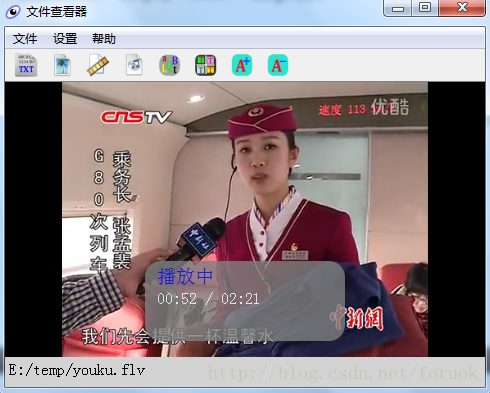 文件查看器
文件 设置 帮助
TXT
A+ A-
CNSTV
速度 113
优酷
G80次列车
乘务长 张孟裴
播放中
00:52 / 02:21
中新網
我们先会提供一杯温馨水
E:/temp/youku.flv
http://blog.csdn.net/foruok